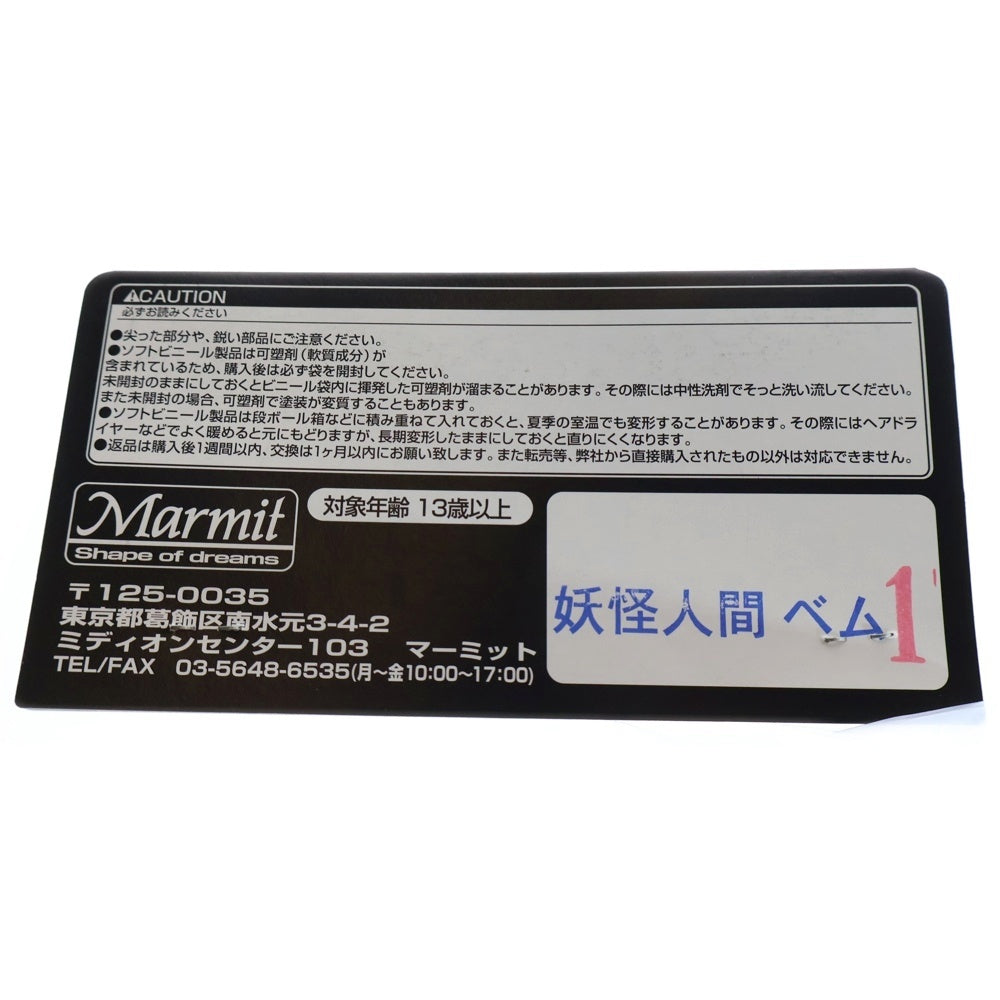 ⚠CAUTION
必ずお読みください
●尖った部分や、鋭い部品にご注意ください。
●ソフトビニール製品は可塑剤（軟質成分）が
含まれているため、購入後は必ず袋を開封してください。
未開封のままにしておくとビニール袋内に揮発した可塑剤が溜まることがあります。その際には中性洗剤でそっと洗い流してください。
また未開封の場合、可塑剤で塗装が変質することもあります。
●ソフトビニール製品は段ボール箱などに積み重ねて入れておくと、夏季の室温でも変形することがあります。その際にはヘアドラ
イヤーなどでよく暖めると元にもどりますが、長期変形したままにしておくと直りにくくなります。
●返品は購入後1週間以内、交換は1ヶ月以内にお願い致します。また転売等、弊社から直接購入されたもの以外は対応できません。
Marmit
Shape of dreams
対象年齢 13歳以上
〒125-0035
東京都葛飾区南水元3-4-2
ミディオンセンター103 マーミット
TEL/FAX 03-5648-6535(月〜金10:00〜17:00)
妖怪人間 ベム 1